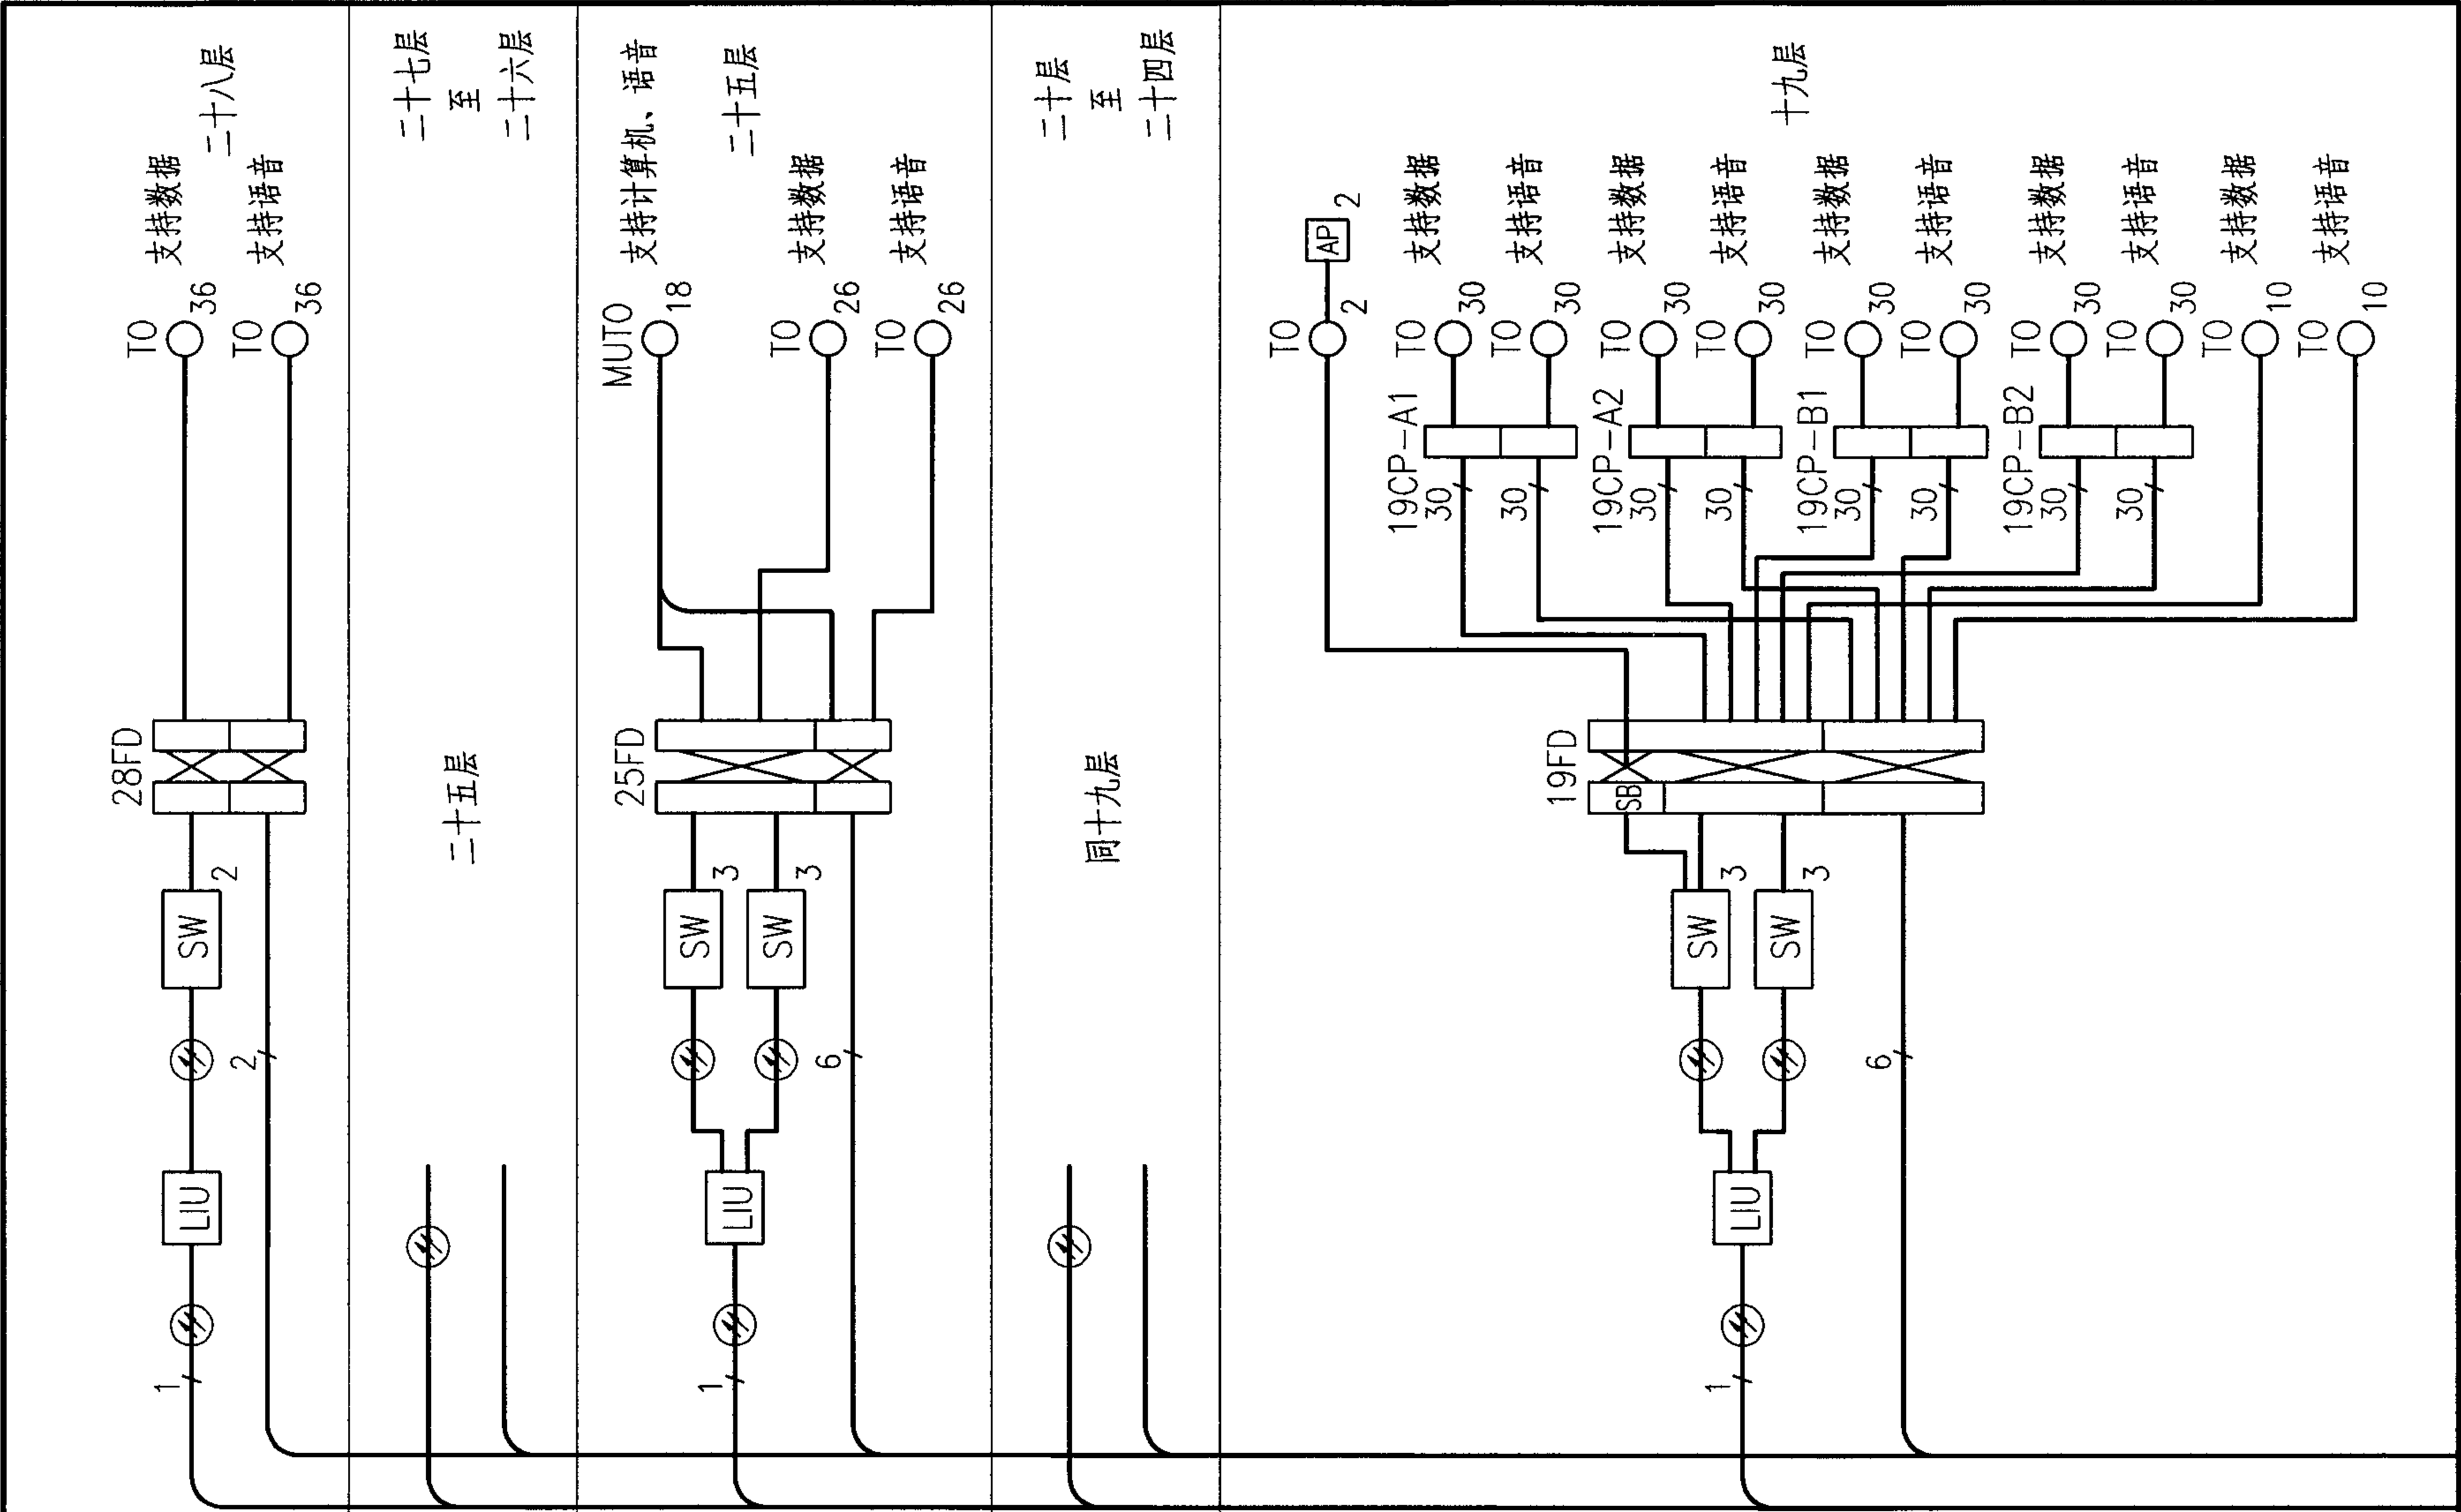 二十八层
支持数据
支持语音
TO
36
TO
36
28FD
SW
2
2
LIU
1
二十七层
至
二十六层
二十五层
支持计算机、语音
二十五层
支持数据
支持语音
MUTO
18
TO
26
TO
26
25FD
SW
3
SW
3
6
LIU
1
二十层
至
二十四层
同十九层
十九层
AP
2
TO
2
支持数据
支持语音
支持数据
支持语音
支持数据
支持语音
支持数据
支持语音
支持数据
支持语音
TO
30
TO
30
TO
30
TO
30
TO
30
TO
30
TO
30
TO
30
TO
10
TO
10
19CP-A1
30
30
19CP-A2
30
30
19CP-B1
30
30
19CP-B2
30
30
19FD
SB
SW
3
SW
3
6
LIU
1